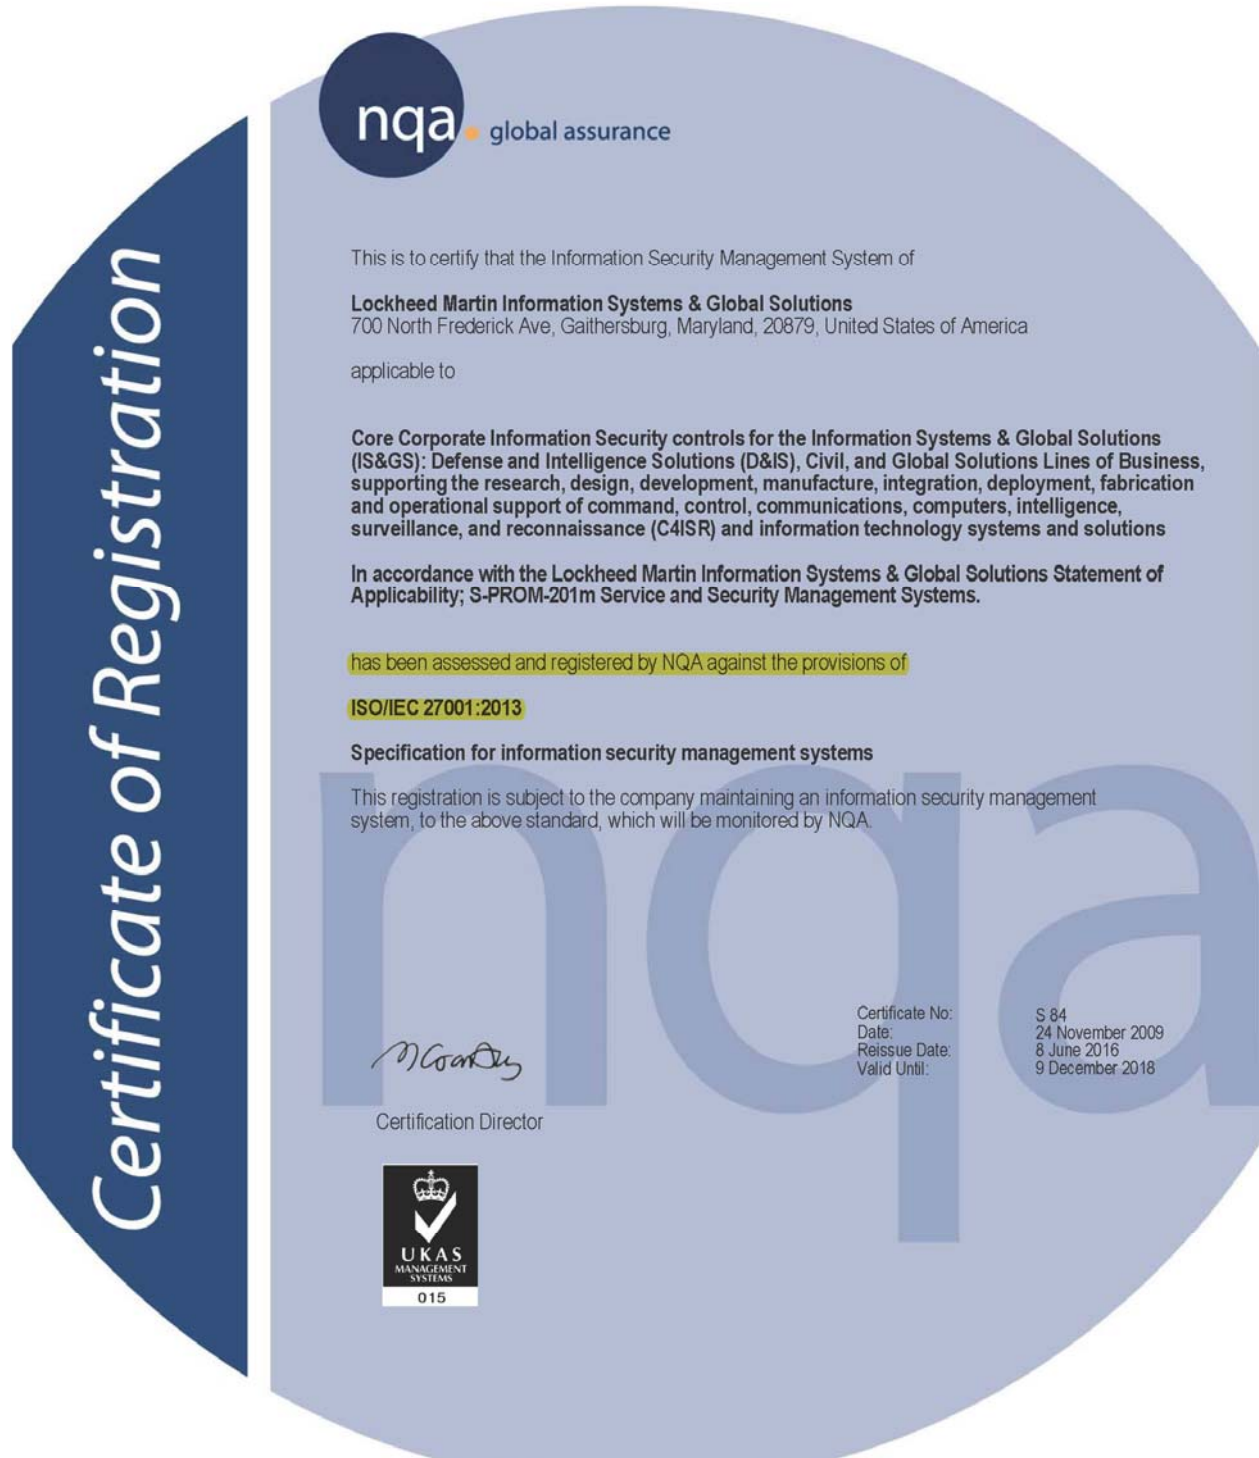 Certificate of Registration
nqa. global assurance
This is to certify that the Information Security Management System of
Lockheed Martin Information Systems & Global Solutions
700 North Frederick Ave, Gaithersburg, Maryland, 20879, United States of America
applicable to
Core Corporate Information Security controls for the Information Systems & Global Solutions
(IS&GS): Defense and Intelligence Solutions (D&IS), Civil, and Global Solutions Lines of Business,
supporting the research, design, development, manufacture, integration, deployment, fabrication
and operational support of command, control, communications, computers, intelligence,
surveillance, and reconnaissance (C4ISR) and information technology systems and solutions
In accordance with the Lockheed Martin Information Systems & Global Solutions Statement of
Applicability; S-PROM-201m Service and Security Management Systems.
has been assessed and registered by NQA against the provisions of
ISO/IEC 27001:2013
Specification for information security management systems
This registration is subject to the company maintaining an information security management
system, to the above standard, which will be monitored by NQA.
nqa
Certificate No: S 84
Date: 24 November 2009
Reissue Date: 8 June 2016
Valid Until: 9 December 2018
Certification Director
UKAS
MANAGEMENT
SYSTEMS
015